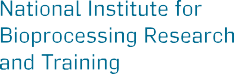 National Institute for
Bioprocessing Research
and Training